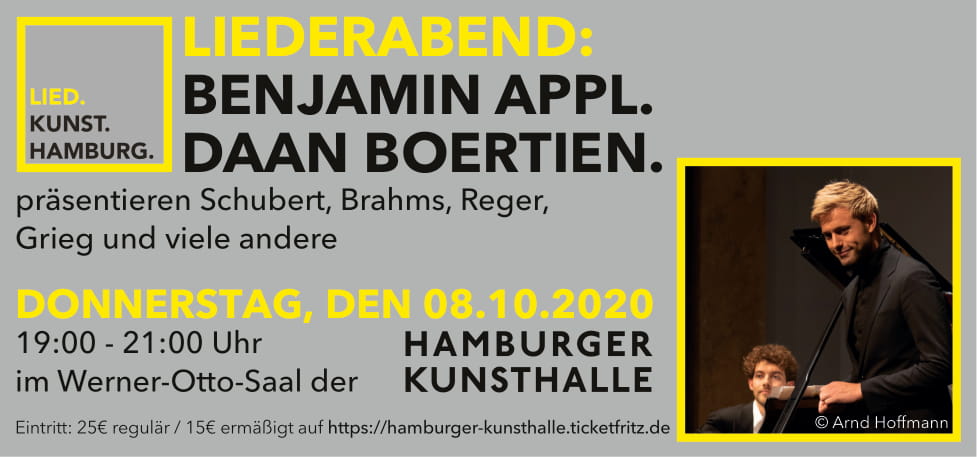 LIED.
KUNST.
HAMBURG.
LIEDERABEND:
BENJAMIN APPL.
DAAN BOERTIEN.
präsentieren Schubert, Brahms, Reger,
Grieg und viele andere
DONNERSTAG, DEN 08.10.2020
19:00 - 21:00 Uhr
im Werner-Otto-Saal der
HAMBURGER
KUNSTHALLE
Eintritt: 25€ regulär / 15€ ermäßigt auf https://hamburger-kunsthalle.ticketfritz.de
© Arnd Hoffmann